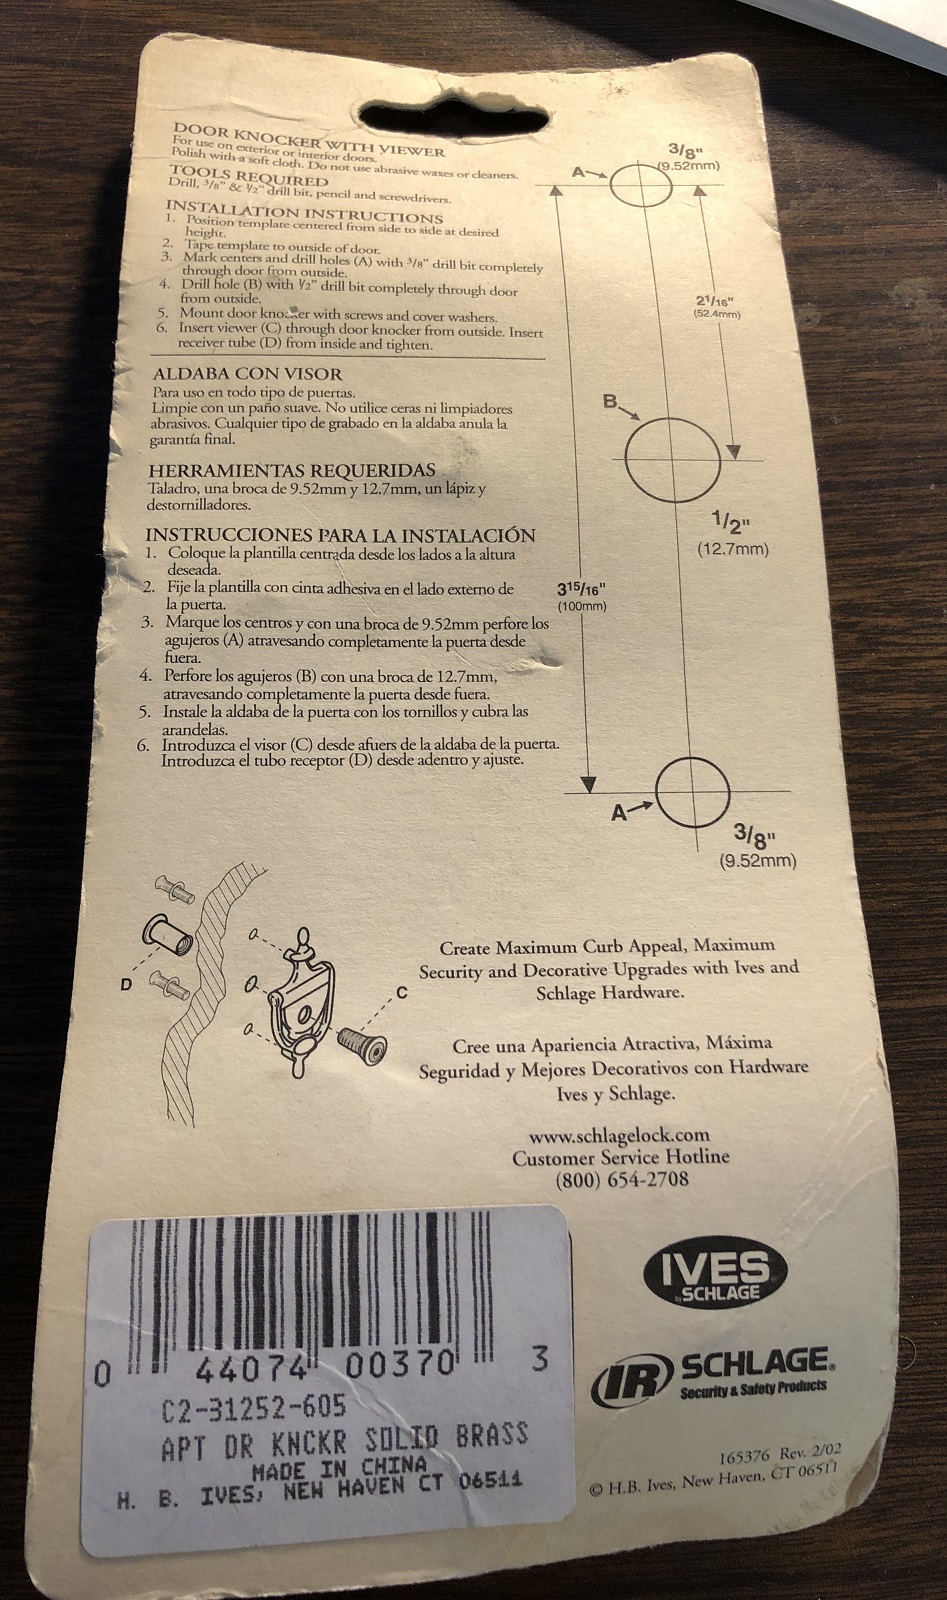 DOOR KNOCKER WITH VIEWER
For use on exterior or interior doors.
Polish with a soft cloth. Do not use abrasive waxes or cleaners.
TOOLS REQUIRED
Drill, 3/8" & 1/2" drill bit, pencil and screwdrivers.
INSTALLATION INSTRUCTIONS
1. Position template centered from side to side at desired
height.
2. Tape template to outside of door.
3. Mark centers and drill holes (A) with 3/8" drill bit completely
through door from outside.
4. Drill hole (B) with 1/2" drill bit completely through door
from outside.
5. Mount door knocker with screws and cover washers.
6. Insert viewer (C) through door knocker from outside. Insert
receiver tube (D) from inside and tighten.
ALDABA CON VISOR
Para uso en todo tipo de puertas.
Limpie con un paño suave. No utilice ceras ni limpiadores
abrasivos. Cualquier tipo de grabado en la aldaba anula la
garantía final.
HERRAMIENTAS REQUERIDAS
Taladro, una broca de 9.52mm y 12.7mm, un lápiz y
destornilladores.
INSTRUCCIONES PARA LA INSTALACIÓN
1. Coloque la plantilla centrada desde los lados a la altura
deseada.
2. Fije la plantilla con cinta adhesiva en el lado externo de
la puerta.
3. Marque los centros y con una broca de 9.52mm perfore los
agujeros (A) atravesando completamente la puerta desde
fuera.
4. Perfore los agujeros (B) con una broca de 12.7mm,
atravesando completamente la puerta desde fuera.
5. Instale la aldaba de la puerta con los tornillos y cubra las
arandelas.
6. Introduzca el visor (C) desde afuers de la aldaba de la puerta.
Introduzca el tubo receptor (D) desde adentro y ajuste.
3/8"
(9.52mm)
A
2 1/16"
(52.4mm)
B
1/2"
(12.7mm)
3 15/16"
(100mm)
A
3/8"
(9.52mm)
D
C
Create Maximum Curb Appeal, Maximum
Security and Decorative Upgrades with Ives and
Schlage Hardware.
Cree una Apariencia Atractiva, Máxima
Seguridad y Mejores Decorativos con Hardware
Ives y Schlage.
www.schlagelock.com
Customer Service Hotline
(800) 654-2708
IVES
by SCHLAGE
IR SCHLAGE®
Security & Safety Products
165376 Rev. 2/02
© H.B. Ives, New Haven, CT 06511
0 44074 00370 3
C2-31252-605
APT DR KNCKR SOLID BRASS
MADE IN CHINA
H. B. IVES, NEW HAVEN CT 06511